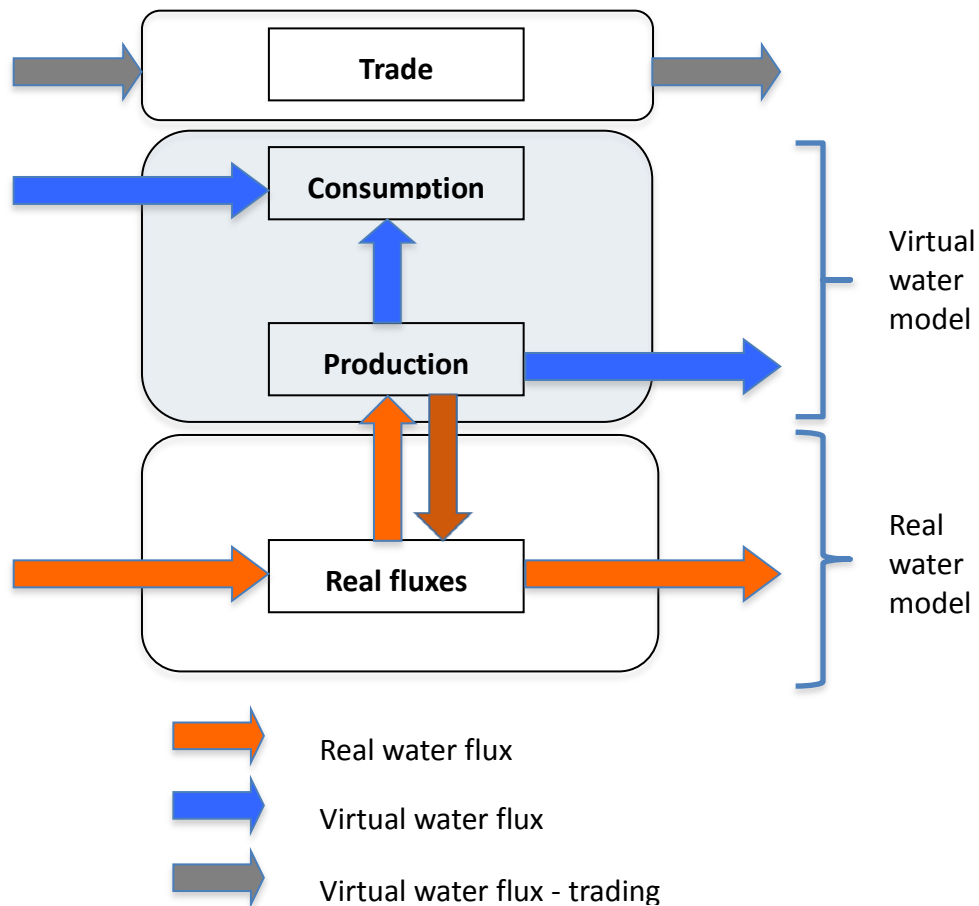 Trade
Consumption
Virtual
water
model
Production
Real
water
model
Real fluxes
Real water flux
Virtual water flux
Virtual water flux - trading